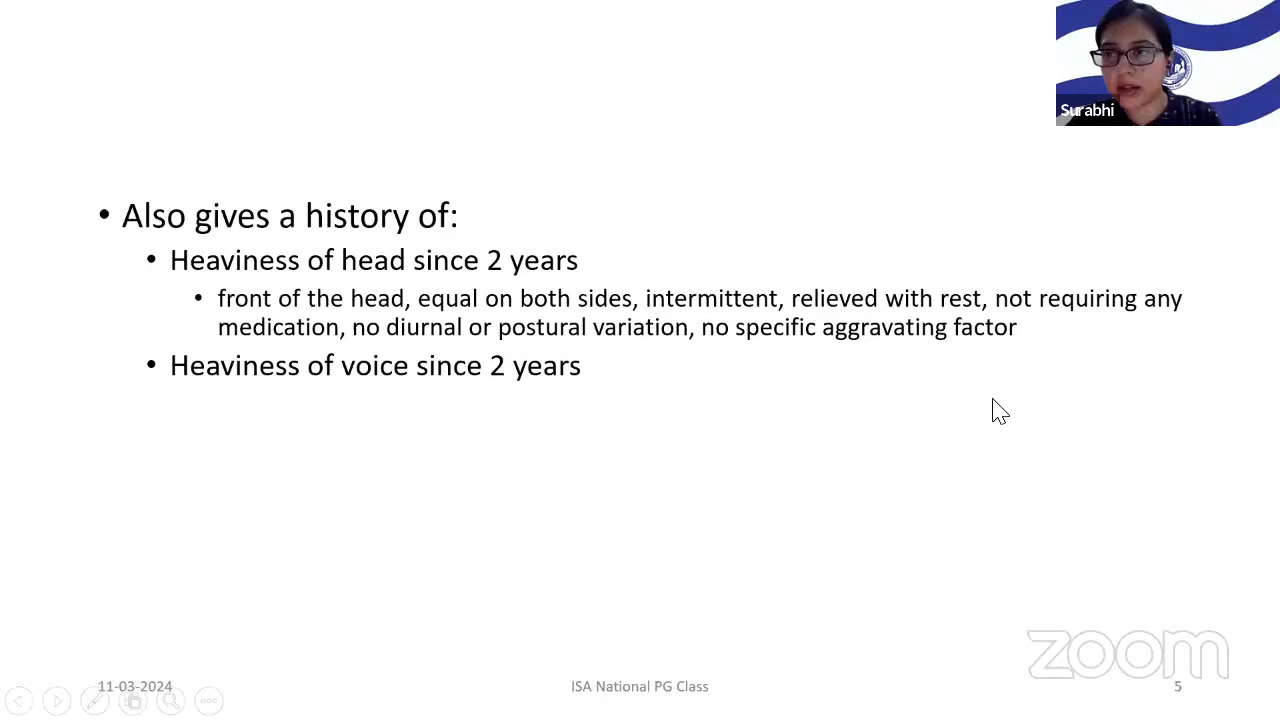 Surabhi
• Also gives a history of:
• Heaviness of head since 2 years
• front of the head, equal on both sides, intermittent, relieved with rest, not requiring any
medication, no diurnal or postural variation, no specific aggravating factor
• Heaviness of voice since 2 years
zoom
11-03-2024
ISA National PG Class
5